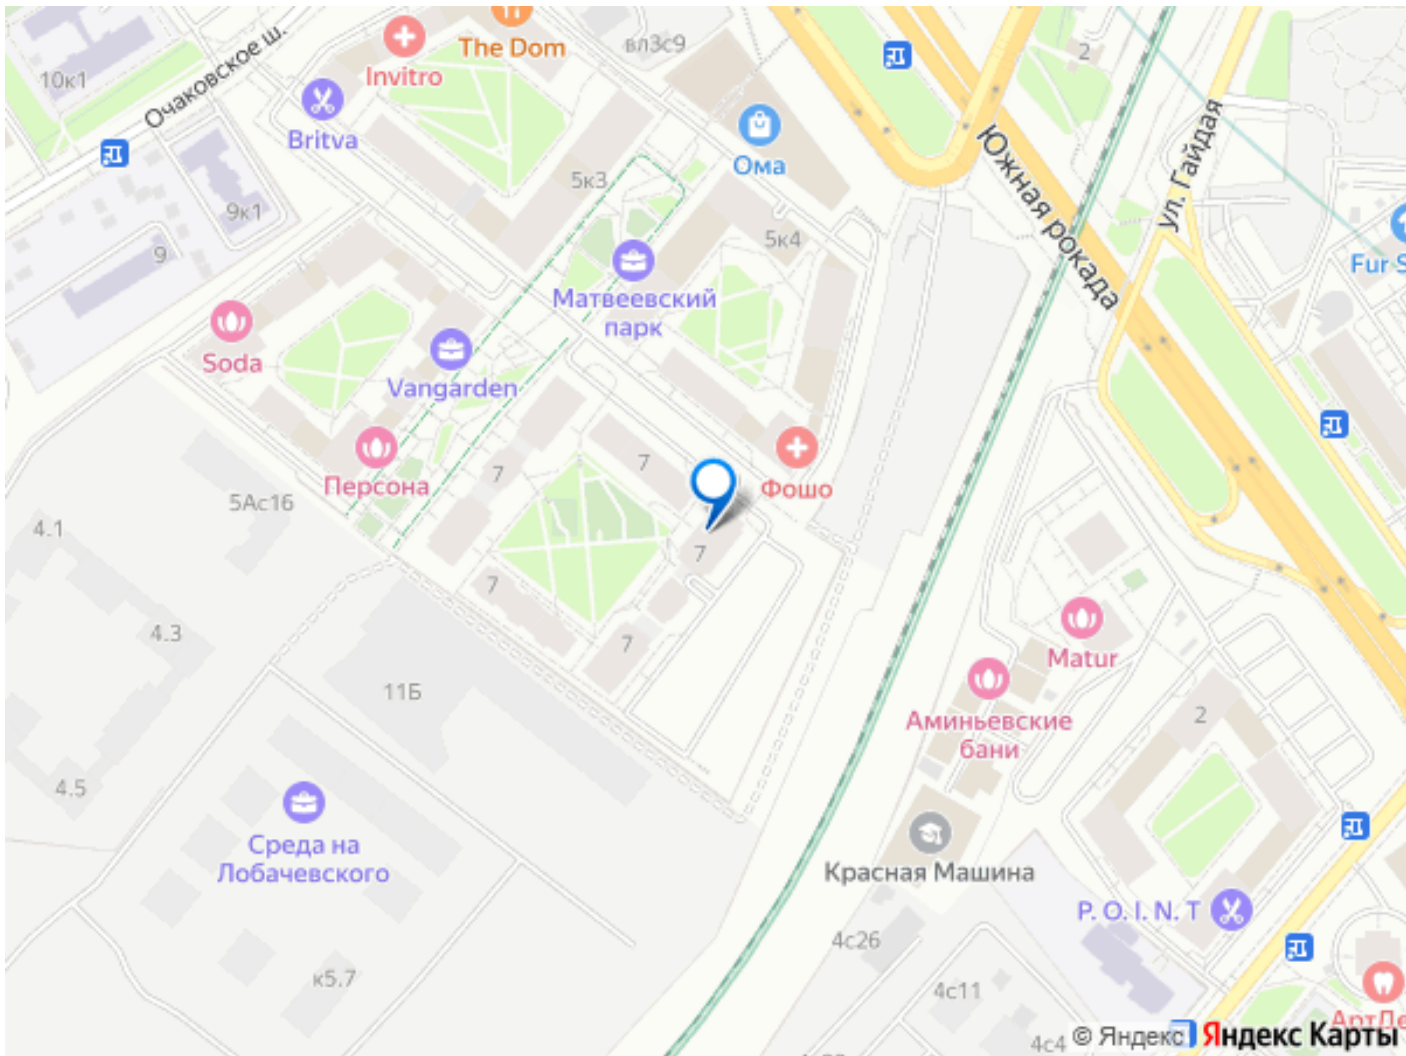 The Dom
вл3с9
2
Invitro
10к1
Очаковское ш.
Britva
Ома
Южная рокада
ул. Гайдая
5к3
9к1
5к4
9
Матвеевский
парк
Soda
Vangarden
7
7
Фошо
Персона
5Ас16
4.1
7
7
7
4.3
11Б
Matur
Аминьевские
бани
2
4.5
Среда на
Лобачевского
Красная Машина
P. O. I. N. T
4с26
к5.7
4с11
4с4
© Яндекс
Яндекс Карты